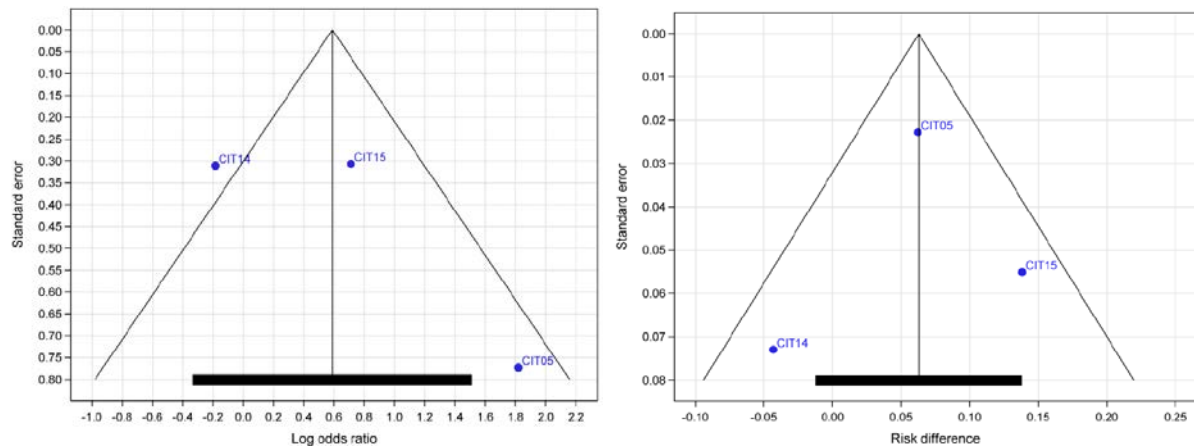 0.00
0.05
0.10
0.15
0.20
0.25
0.30
0.35
0.40
0.45
0.50
0.55
0.60
0.65
0.70
0.75
0.80
Standard error
CIT14
CIT15
CIT05
-1.0 -0.8 -0.6 -0.4 -0.2 0.0 0.2 0.4 0.6 0.8 1.0 1.2 1.4 1.6 1.8 2.0 2.2
Log odds ratio
0.00
0.01
0.02
0.03
0.04
0.05
0.06
0.07
0.08
Standard error
CIT05
CIT15
CIT14
-0.10 -0.05 0.00 0.05 0.10 0.15 0.20 0.25
Risk difference